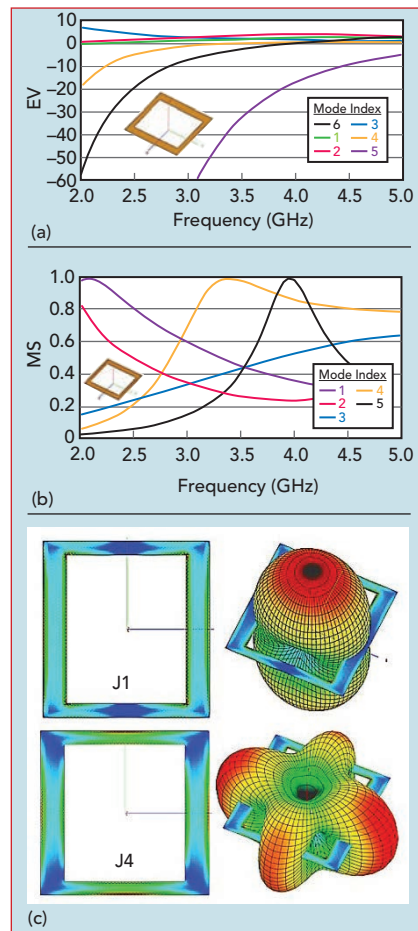 10
0
–10
–20
–30
–40
–50
–60
EV
Mode Index
6 3
1 4
2 5
2.0 2.5 3.0 3.5 4.0 4.5 5.0
Frequency (GHz)
(a)
1.0
0.8
0.6
0.4
0.2
0
MS
Mode Index
1 4
2 5
3
2.0 2.5 3.0 3.5 4.0 4.5 5.0
Frequency (GHz)
(b)
J1
J4
(c)